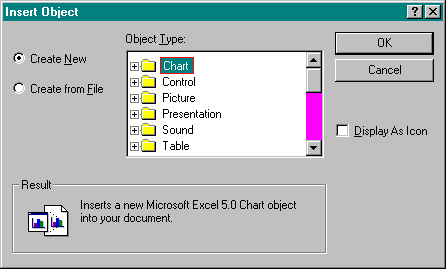 Insert Object
Object Type:
Create New
Create from File
Chart
Control
Picture
Presentation
Sound
Table
OK
Cancel
Display As Icon
Result
Inserts a new Microsoft Excel 5.0 Chart object
into your document.